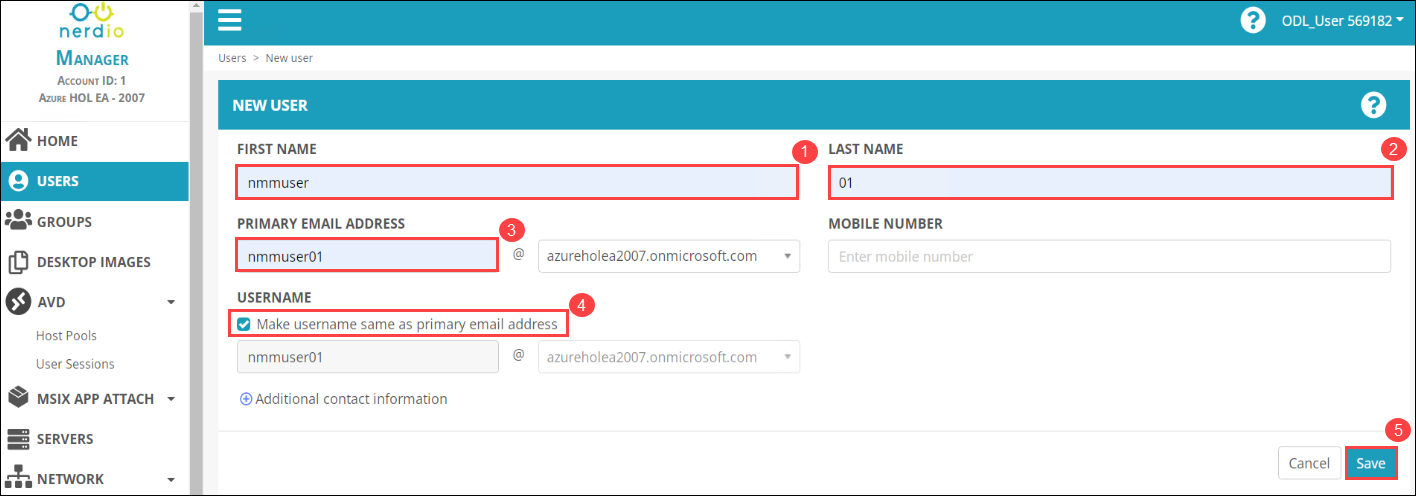 nerdio
MANAGER
ACCOUNT ID: 1
AZURE HOL EA - 2007
HOME
USERS
GROUPS
DESKTOP IMAGES
AVD
Host Pools
User Sessions
MSIX APP ATTACH
SERVERS
NETWORK
? ODL_User 569182
Users > New user
NEW USER ?
FIRST NAME 1
nmmuser
LAST NAME 2
01
PRIMARY EMAIL ADDRESS 3
nmmuser01 @ azureholea2007.onmicrosoft.com
MOBILE NUMBER
Enter mobile number
USERNAME 4
Make username same as primary email address
nmmuser01 @ azureholea2007.onmicrosoft.com
Additional contact information
5
Cancel Save